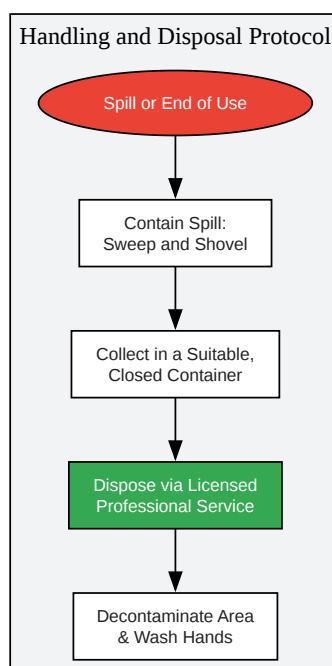 Handling and Disposal Protocol
Spill or End of Use
Contain Spill:
Sweep and Shovel
Collect in a Suitable,
Closed Container
Dispose via Licensed
Professional Service
Decontaminate Area
& Wash Hands